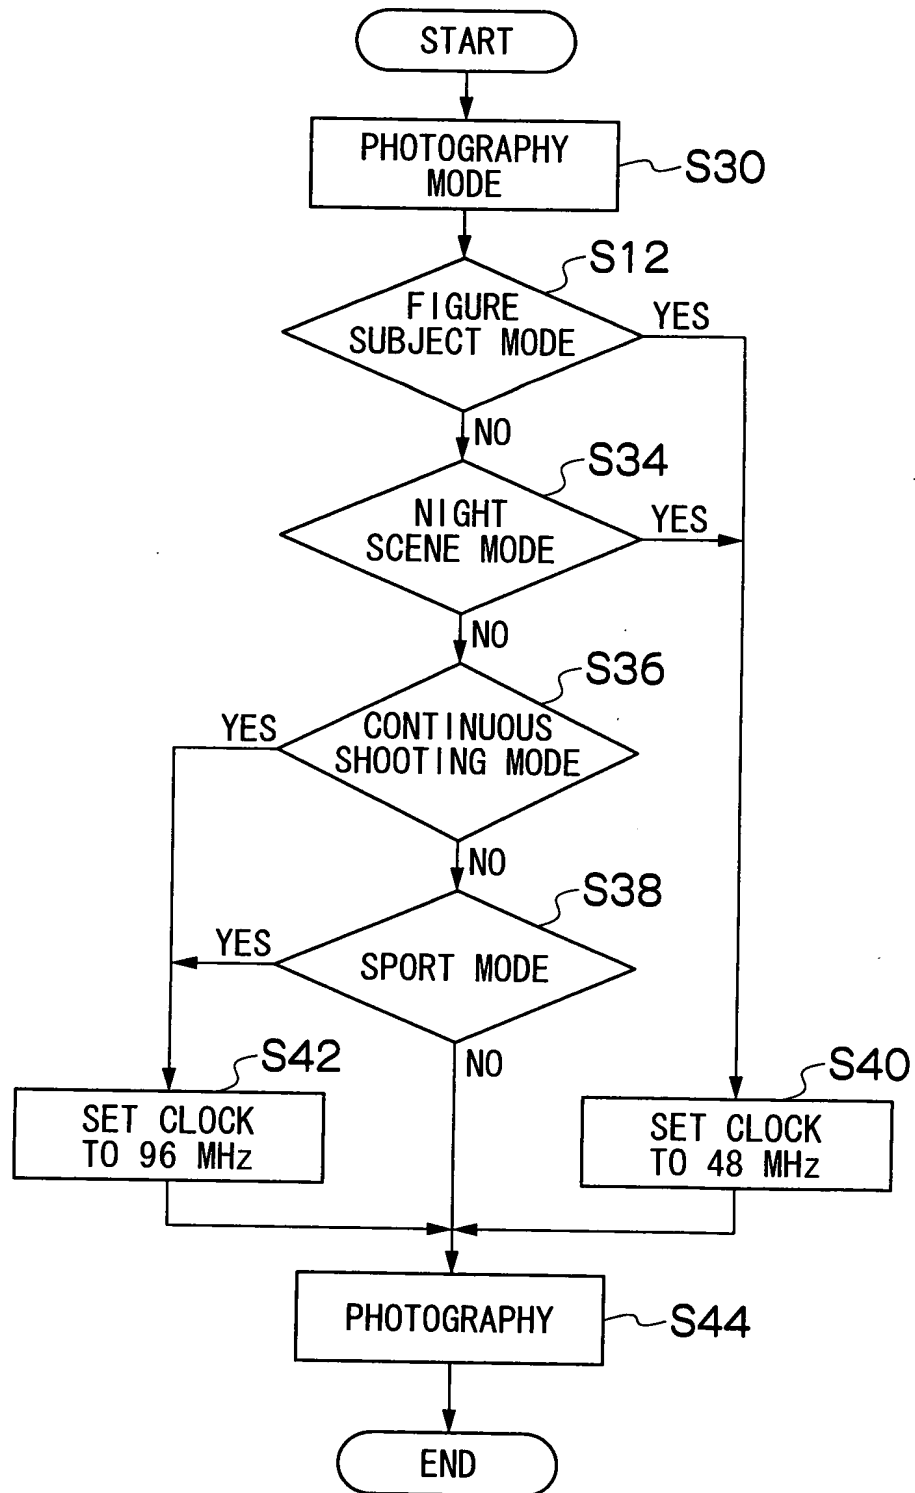 START
PHOTOGRAPHY
MODE
S30
S12
FIGURE
SUBJECT MODE
YES
NO
S34
NIGHT
SCENE MODE
YES
NO
S36
YES
CONTINUOUS
SHOOTING MODE
NO
S38
YES
SPORT MODE
NO
S42
SET CLOCK
TO 96 MHz
S40
SET CLOCK
TO 48 MHz
PHOTOGRAPHY
S44
END